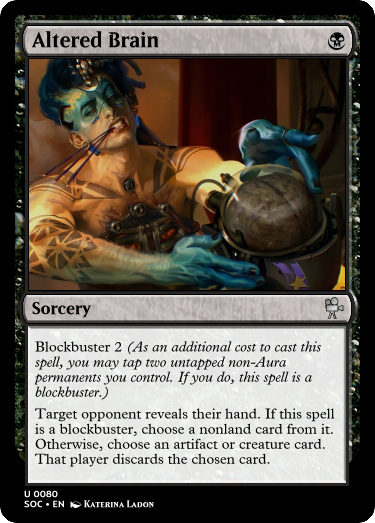 Altered Brain
Sorcery
Blockbuster 2 (As an additional cost to cast this
spell, you may tap two untapped non-Aura
permanents you control. If you do, this spell is a
blockbuster.)
Target opponent reveals their hand. If this spell
is a blockbuster, choose a nonland card from it.
Otherwise, choose an artifact or creature card.
That player discards the chosen card.
U 0080
SOC • EN Katerina Ladon